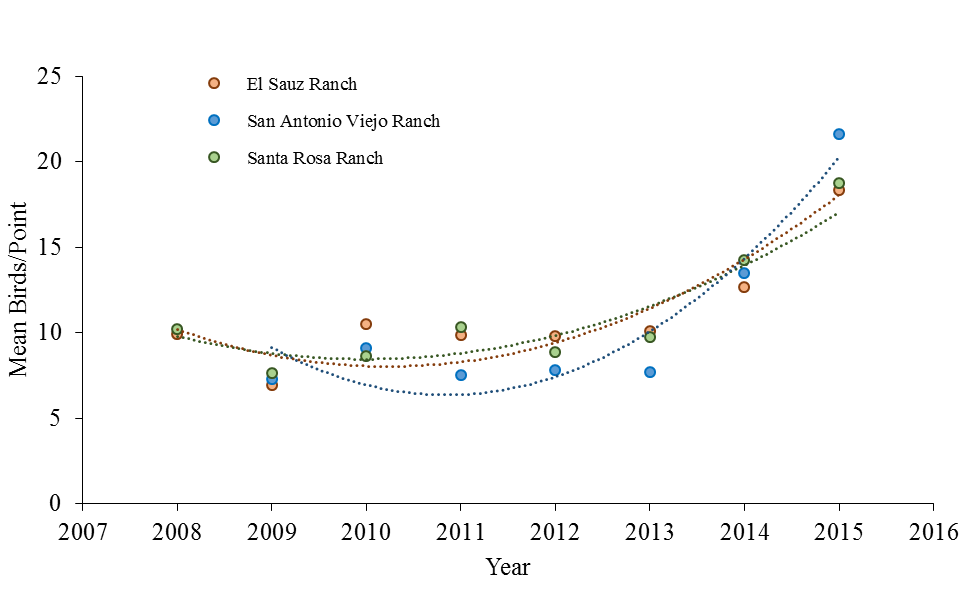 25
20
15
10
5
0
Mean Birds/Point
El Sauz Ranch
San Antonio Viejo Ranch
Santa Rosa Ranch
2007 2008 2009 2010 2011 2012 2013 2014 2015 2016
Year